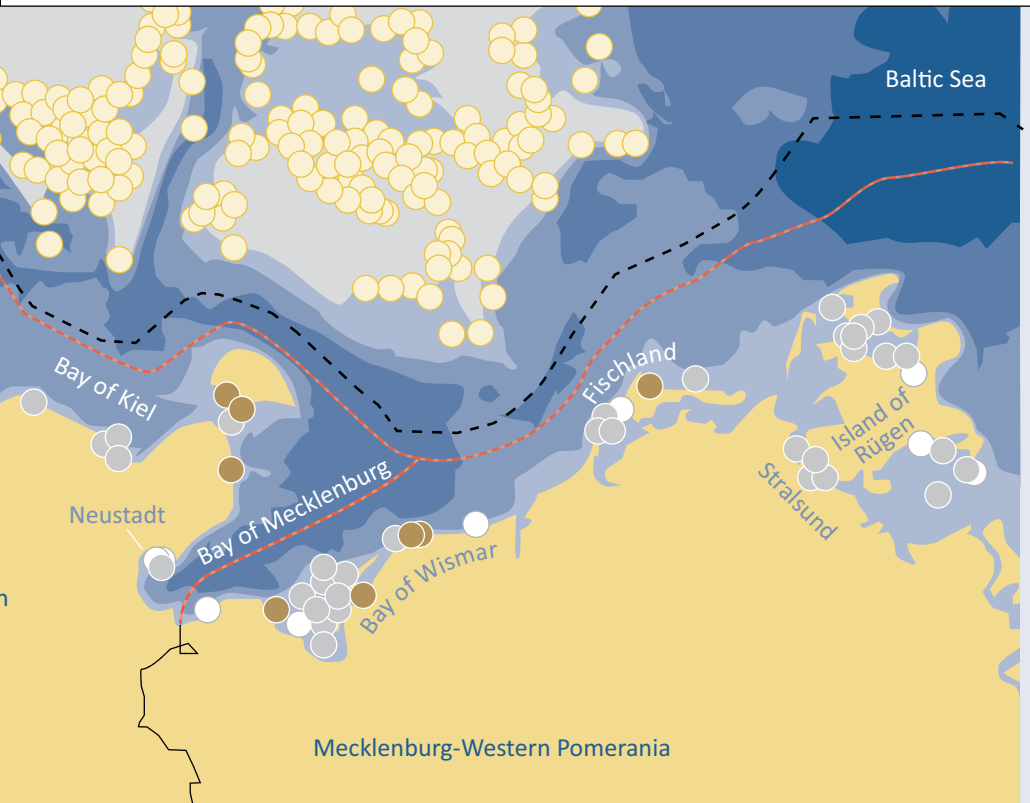 Baltic Sea
Bay of Kiel
Fischland
Island of
Rügen
Stralsund
Bay of Mecklenburg
Neustadt
Bay of Wismar
Mecklenburg-Western Pomerania